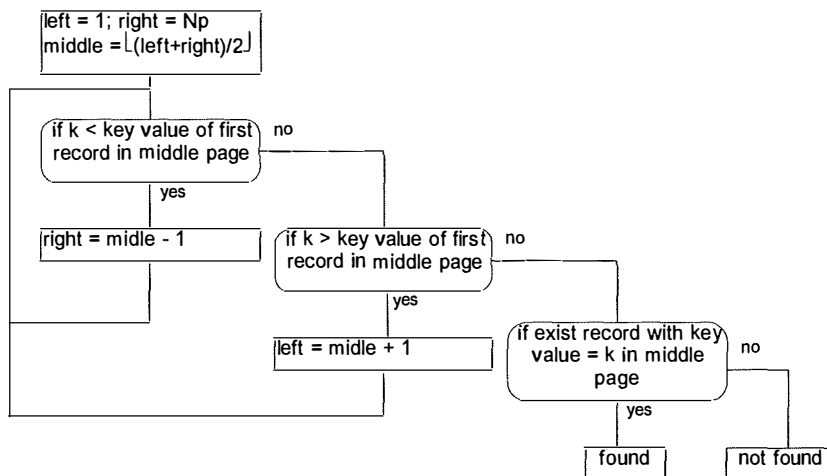 left = 1; right = Np
middle = ⌊(left+right)/2⌋
if k < key value of first
record in middle page
no
yes
right = midle - 1
if k > key value of first
record in middle page
no
yes
left = midle + 1
if exist record with key
value = k in middle
page
no
yes
found
not found